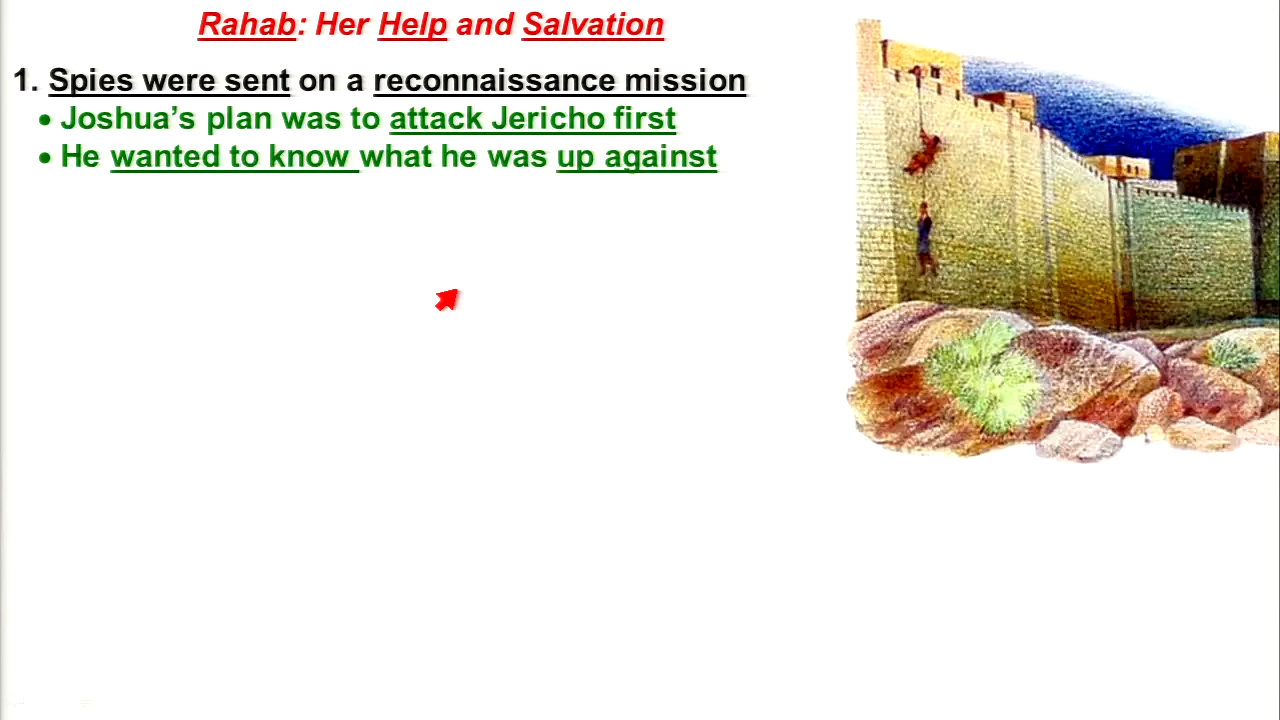 Rahab: Her Help and Salvation
1. Spies were sent on a reconnaissance mission
• Joshua’s plan was to attack Jericho first
• He wanted to know what he was up against